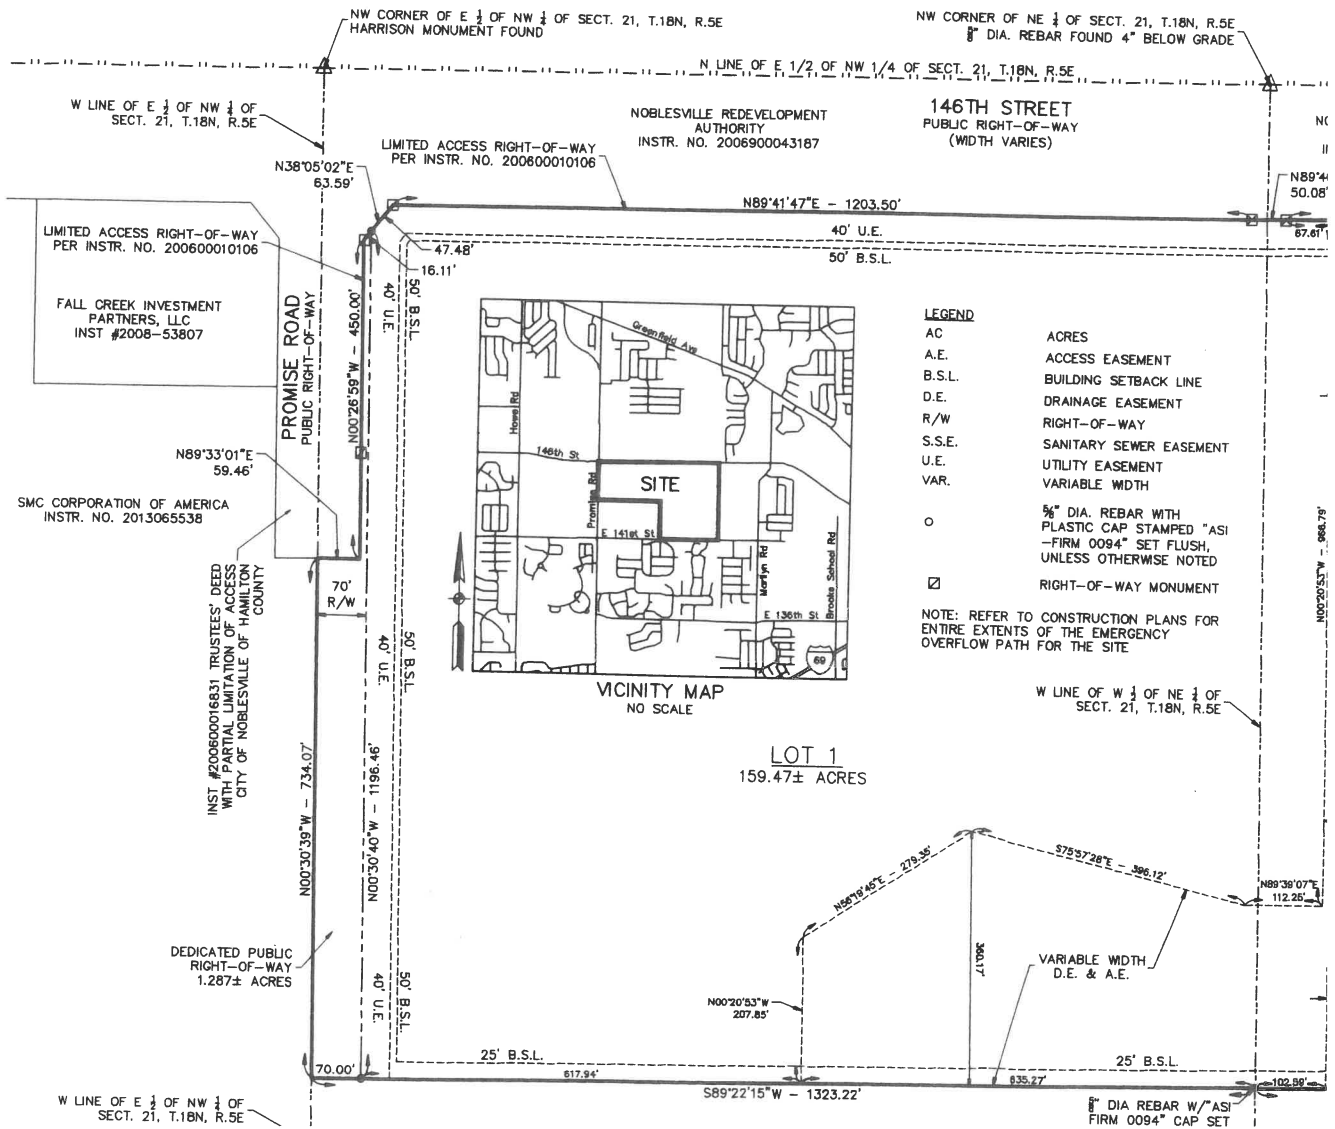 NW CORNER OF E ½ OF NW ¼ OF SECT. 21, T.18N, R.5E
HARRISON MONUMENT FOUND
NW CORNER OF NE ¼ OF SECT. 21, T.18N, R.5E
⅝" DIA. REBAR FOUND 4" BELOW GRADE
N LINE OF E 1/2 OF NW 1/4 OF SECT. 21, T.18N, R.5E
W LINE OF E ½ OF NW ¼ OF
SECT. 21, T.18N, R.5E
NOBLESVILLE REDEVELOPMENT
AUTHORITY
INSTR. NO. 2006900043187
146TH STREET
PUBLIC RIGHT-OF-WAY
(WIDTH VARIES)
LIMITED ACCESS RIGHT-OF-WAY
PER INSTR. NO. 200600010106
N38°05'02"E
63.59'
N89°41'47"E - 1203.50'
50.08'
40' U.E.
67.61'
50' B.S.L.
47.48'
16.11'
LIMITED ACCESS RIGHT-OF-WAY
PER INSTR. NO. 200600010106
FALL CREEK INVESTMENT
PARTNERS, LLC
INST #2008-53807
PROMISE ROAD
PUBLIC RIGHT-OF-WAY
N00°26'59"W - 450.00'
40' U.E.
50' B.S.L.
N89°33'01"E
59.46'
SMC CORPORATION OF AMERICA
INSTR. NO. 2013065538
70'
R/W
INST #200600016831 TRUSTEES' DEED
WITH PARTIAL LIMITATION OF ACCESS
CITY OF NOBLESVILLE OF HAMILTON
COUNTY
40' U.E.
50' B.S.L.
Greenfield Ave
Howe Rd
146th St
Promise Rd
SITE
E 141st St
Marilyn Rd
Brooks School Rd
E 136th St
69
VICINITY MAP
NO SCALE
LEGEND
AC ACRES
A.E. ACCESS EASEMENT
B.S.L. BUILDING SETBACK LINE
D.E. DRAINAGE EASEMENT
R/W RIGHT-OF-WAY
S.S.E. SANITARY SEWER EASEMENT
U.E. UTILITY EASEMENT
VAR. VARIABLE WIDTH
⅝" DIA. REBAR WITH
PLASTIC CAP STAMPED "ASI
-FIRM 0094" SET FLUSH,
UNLESS OTHERWISE NOTED
RIGHT-OF-WAY MONUMENT
NOTE: REFER TO CONSTRUCTION PLANS FOR
ENTIRE EXTENTS OF THE EMERGENCY
OVERFLOW PATH FOR THE SITE
W LINE OF W ½ OF NE ¼ OF
SECT. 21, T.18N, R.5E
LOT 1
159.47± ACRES
N00°30'39"W - 734.07'
N00°30'40"W - 1196.46'
DEDICATED PUBLIC
RIGHT-OF-WAY
1.287± ACRES
40' U.E.
50' B.S.L.
N56°19'45"E - 279.35'
S75°57'28"E - 396.12'
N89°39'07"E
112.25'
360.17'
VARIABLE WIDTH
D.E. & A.E.
N00°20'53"W
207.85'
25' B.S.L.
25' B.S.L.
70.00'
617.94'
635.27'
S89°22'15"W - 1323.22'
W LINE OF E ½ OF NW ¼ OF
SECT. 21, T.18N, R.5E
⅝" DIA REBAR W/"ASI
FIRM 0094" CAP SET